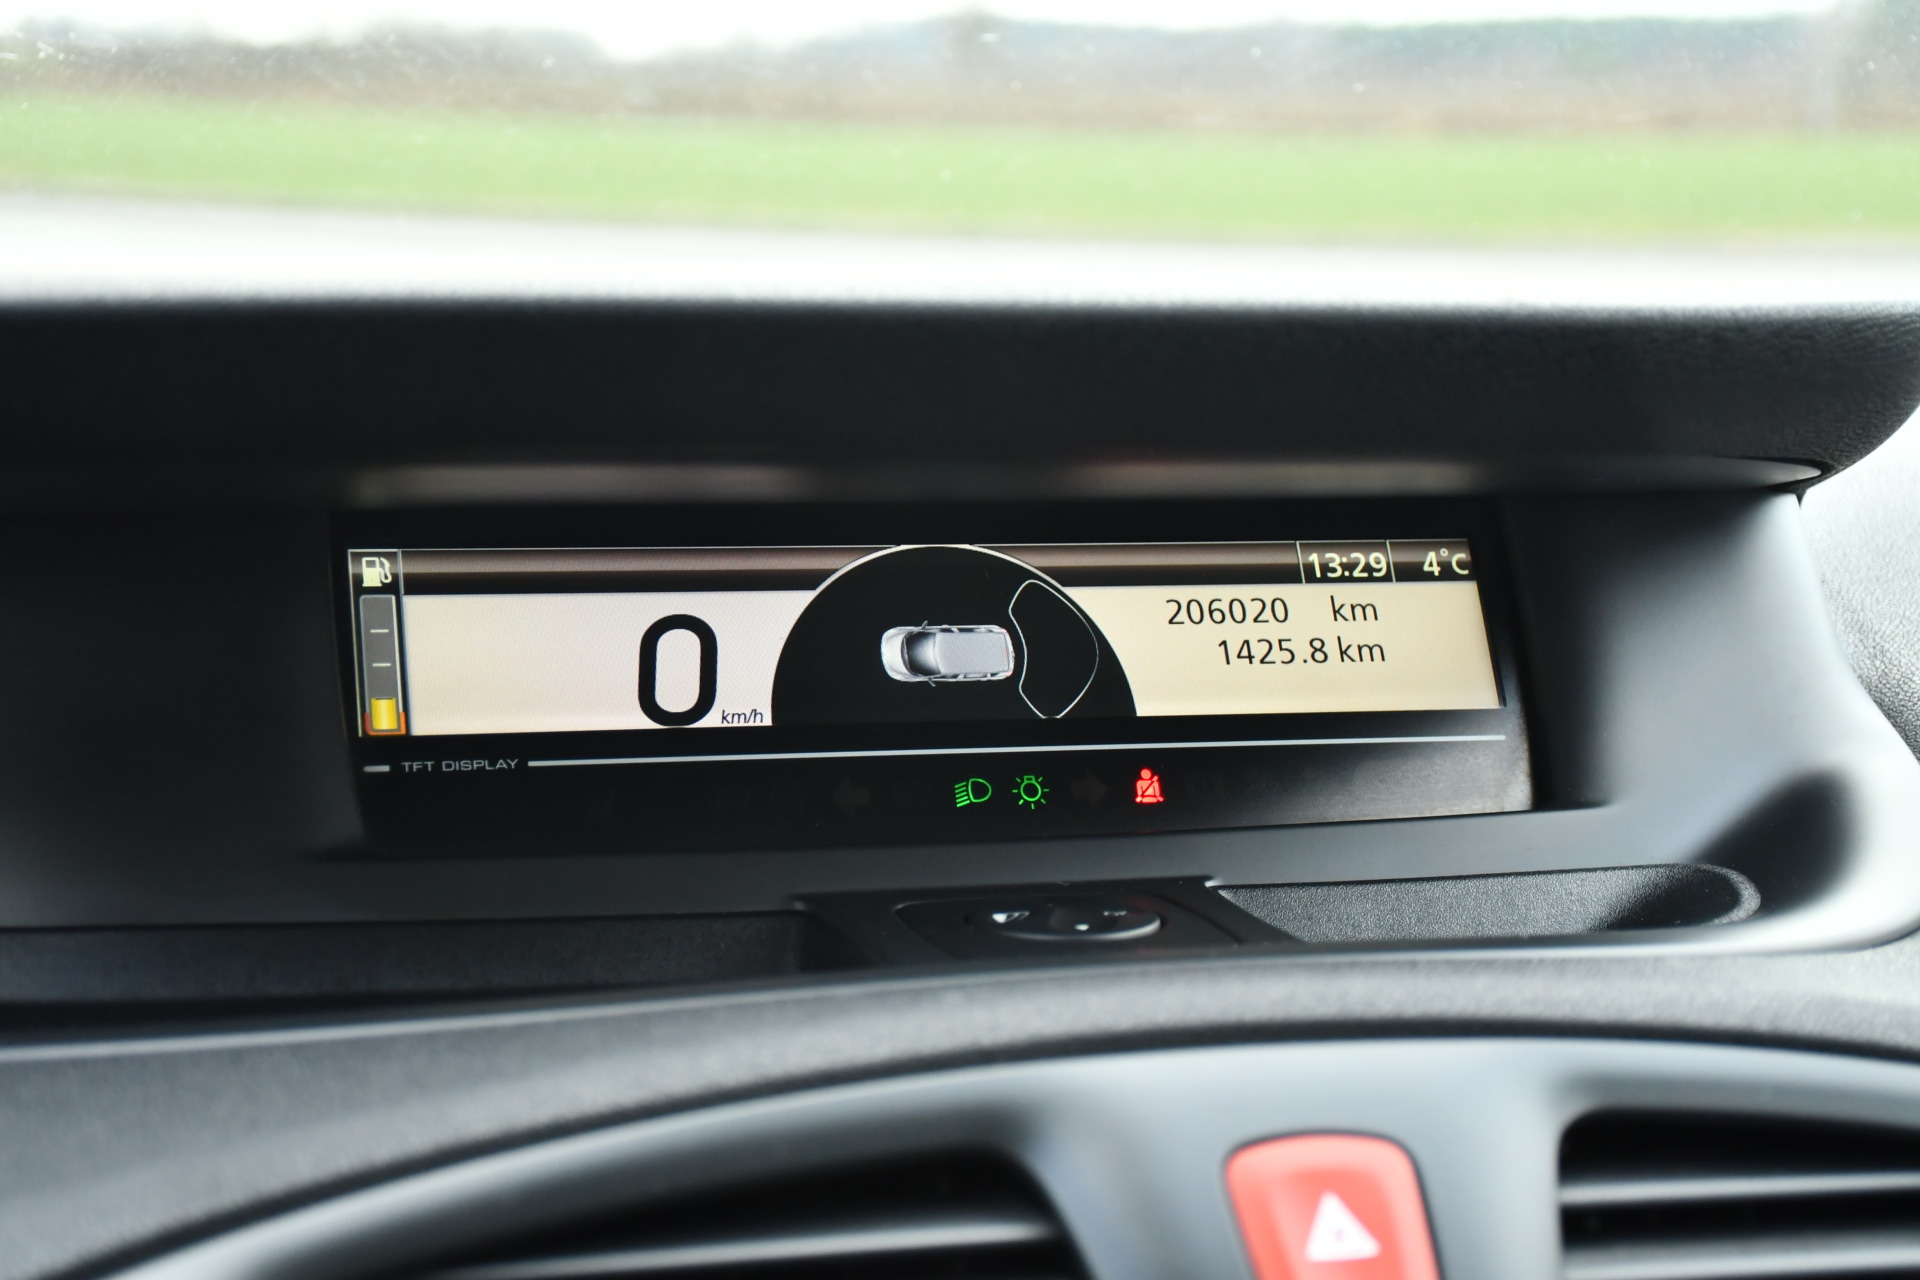 13:29 4°C
206020 km
1425.8 km
0 km/h
TFT DISPLAY